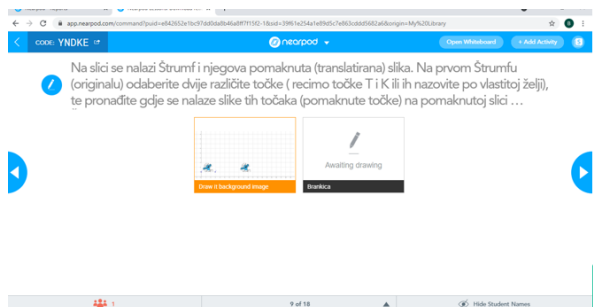 app.nearpod.com/command?puid=e842652e1bc97dd0da8b46a8ff7f15f2-1&sid=39f61e254a1e89d5c7e863cddd5682a6&origin=My%20Library
CODE: YNDKE
nearpod
Open Whiteboard
+ Add Activity
Na slici se nalazi Štrumf i njegova pomaknuta (translatirana) slika. Na prvom Štrumfu
(originalu) odaberite dvije različite točke ( recimo točke T i K ili ih nazovite po vlastitoj želji),
te pronađite gdje se nalaze slike tih točaka (pomaknute točke) na pomaknutoj slici …
Awaiting drawing
Draw it background image
Brankica
1
9 of 18
Hide Student Names